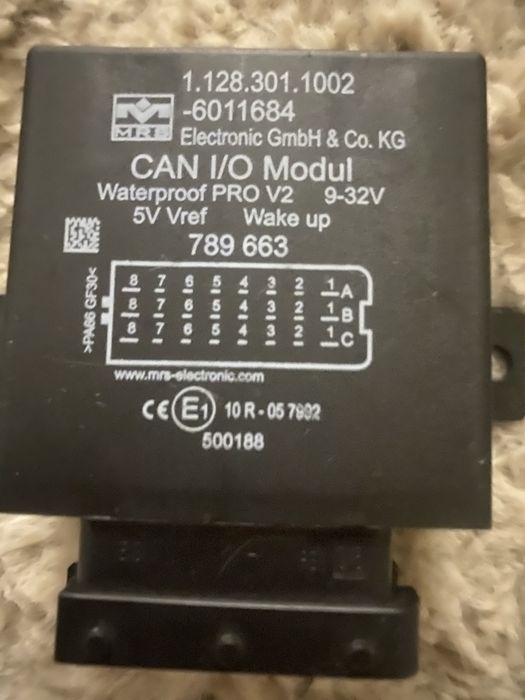 1.128.301.1002
-6011684
MRS
Electronic GmbH & Co. KG
CAN I/O Modul
Waterproof PRO V2 9-32V
5V Vref Wake up
789 663
>PA66 GF30<
8 7 6 5 4 3 2 1 A
8 7 6 5 4 3 2 1 B
8 7 6 5 4 3 2 1 C
www.mrs-electronic.com
CE E1 10 R - 05 7992
500188